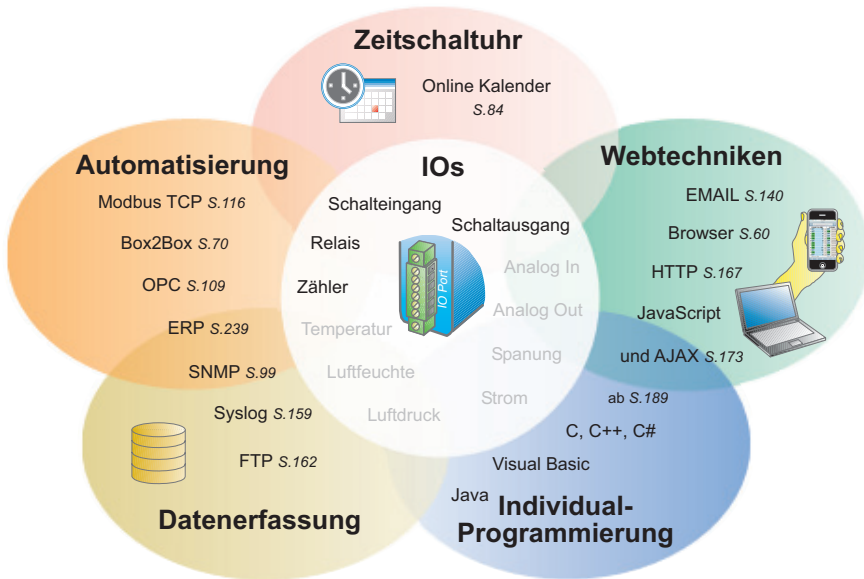 Zeitschaltuhr
Online Kalender
S.84
Automatisierung
Modbus TCP S.116
Box2Box S.70
OPC S.109
ERP S.239
SNMP S.99
IOs
Schalteingang
Schaltausgang
Relais
Zähler
Temperatur
Luftfeuchte
Luftdruck
Analog In
Analog Out
Spanung
Strom
IO Port
Webtechniken
EMAIL S.140
Browser S.60
HTTP S.167
JavaScript
und AJAX S.173
Syslog S.159
FTP S.162
Datenerfassung
ab S.189
C, C++, C#
Visual Basic
Java
Individual-
Programmierung